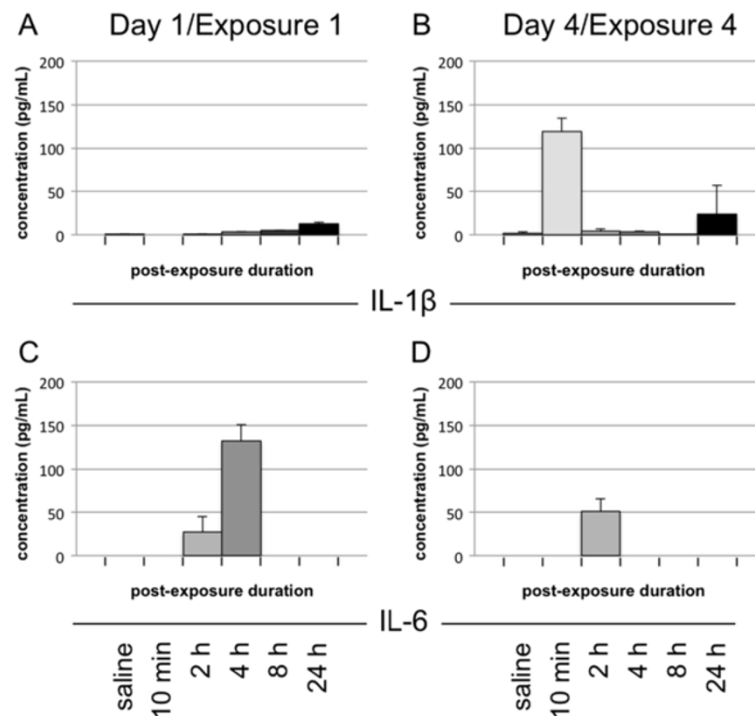 A Day 1/Exposure 1
B Day 4/Exposure 4
concentration (pg/mL)
200
150
100
50
0
post-exposure duration
concentration (pg/mL)
200
150
100
50
0
post-exposure duration
IL-1β
C
concentration (pg/mL)
200
150
100
50
0
post-exposure duration
D
concentration (pg/mL)
200
150
100
50
0
post-exposure duration
IL-6
saline
10 min
2 h
4 h
8 h
24 h
saline
10 min
2 h
4 h
8 h
24 h